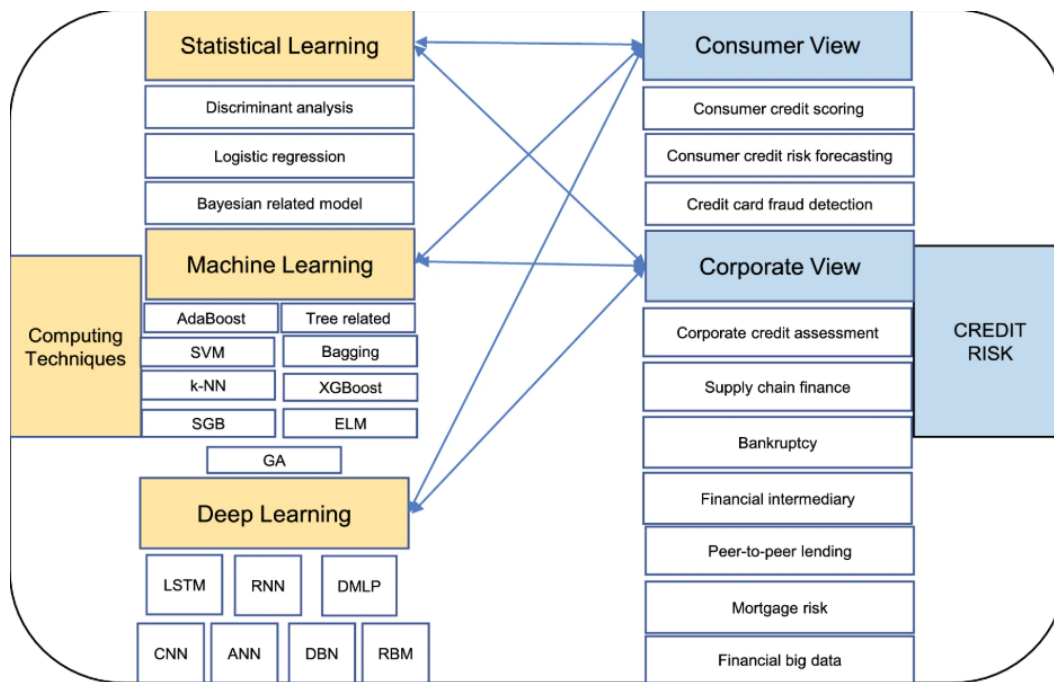 Statistical Learning
Discriminant analysis
Logistic regression
Bayesian related model
Machine Learning
Computing
Techniques
AdaBoost
Tree related
SVM
Bagging
k-NN
XGBoost
SGB
ELM
GA
Deep Learning
LSTM
RNN
DMLP
CNN
ANN
DBN
RBM
Consumer View
Consumer credit scoring
Consumer credit risk forecasting
Credit card fraud detection
Corporate View
CREDIT
RISK
Corporate credit assessment
Supply chain finance
Bankruptcy
Financial intermediary
Peer-to-peer lending
Mortgage risk
Financial big data